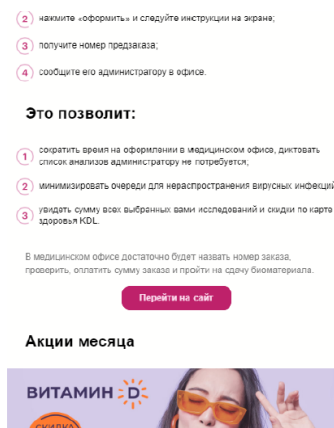 2 нажмите «оформить» и следуйте инструкции на экране;
3 получите номер предзаказа;
4 сообщите его администратору в офисе.
Это позволит:
1 сократить время на оформлении в медицинском офисе, диктовать
список анализов администратору не потребуется;
2 минимизировать очереди для нераспространения вирусных инфекций
3 увидеть сумму всех выбранных вами исследований и скидки по карте
здоровья KDL.
В медицинском офисе достаточно будет назвать номер заказа,
проверить, оплатить сумму заказа и пройти на сдачу биоматериала.
Перейти на сайт
Акции месяца
ВИТАМИН D
СКИДКА